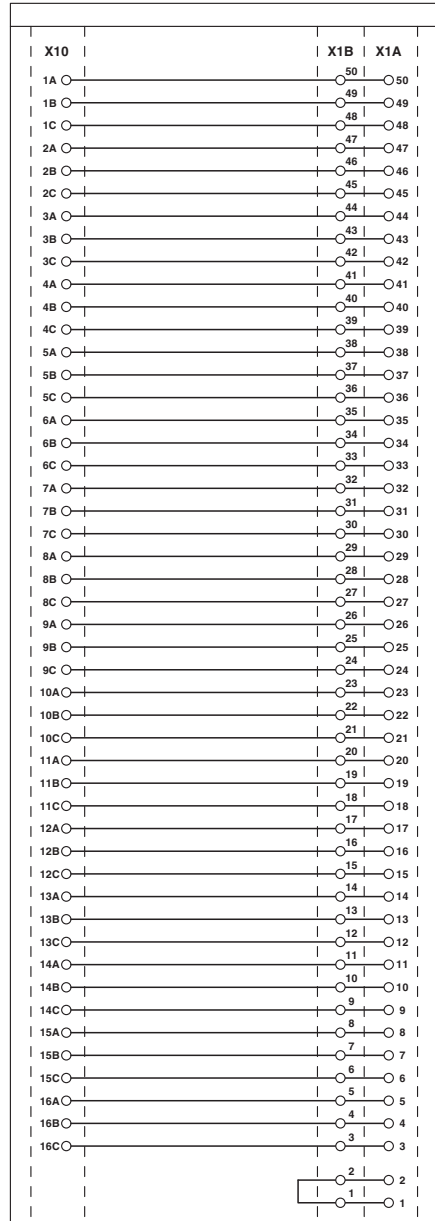 X10 X1B X1A
1A 50 50
1B 49 49
1C 48 48
2A 47 47
2B 46 46
2C 45 45
3A 44 44
3B 43 43
3C 42 42
4A 41 41
4B 40 40
4C 39 39
5A 38 38
5B 37 37
5C 36 36
6A 35 35
6B 34 34
6C 33 33
7A 32 32
7B 31 31
7C 30 30
8A 29 29
8B 28 28
8C 27 27
9A 26 26
9B 25 25
9C 24 24
10A 23 23
10B 22 22
10C 21 21
11A 20 20
11B 19 19
11C 18 18
12A 17 17
12B 16 16
12C 15 15
13A 14 14
13B 13 13
13C 12 12
14A 11 11
14B 10 10
14C 9 9
15A 8 8
15B 7 7
15C 6 6
16A 5 5
16B 4 4
16C 3 3
2 2
1 1